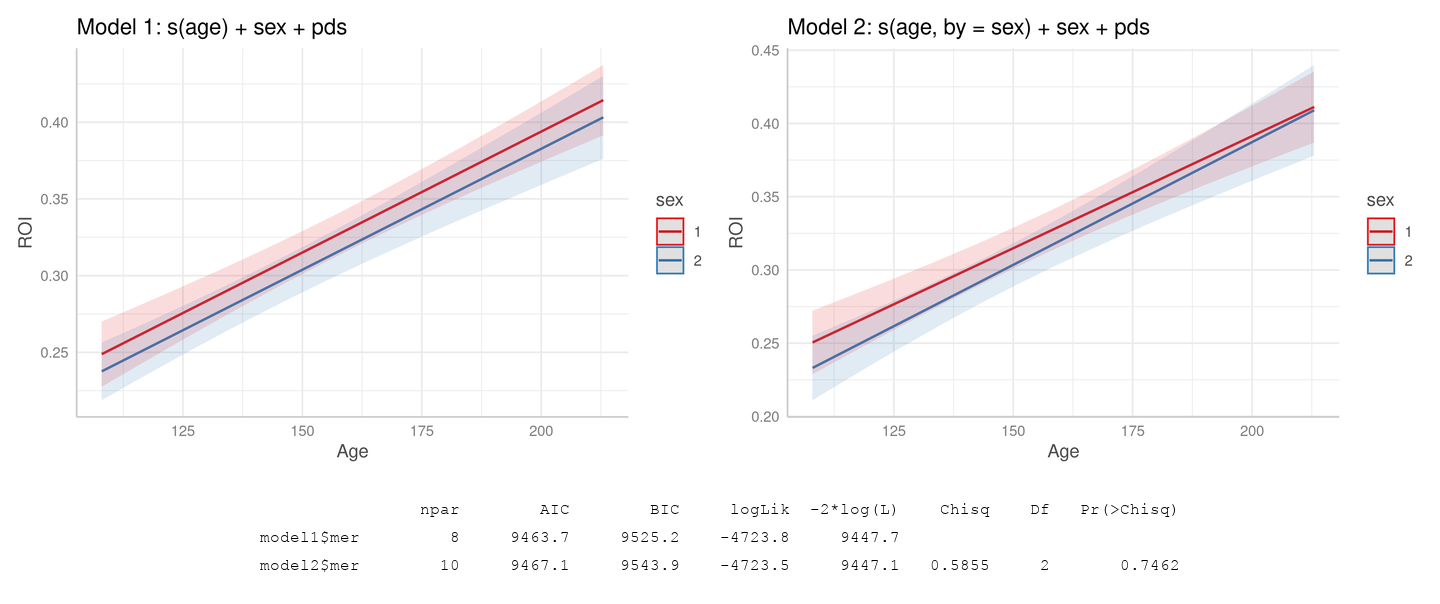 Model 1: s(age) + sex + pds
0.40
0.35
0.30
0.25
ROI
125 150 175 200
Age
sex
1
2
Model 2: s(age, by = sex) + sex + pds
0.45
0.40
0.35
0.30
0.25
0.20
ROI
125 150 175 200
Age
sex
1
2
npar AIC BIC logLik -2*log(L) Chisq Df Pr(>Chisq)
model1$mer 8 9463.7 9525.2 -4723.8 9447.7
model2$mer 10 9467.1 9543.9 -4723.5 9447.1 0.5855 2 0.7462